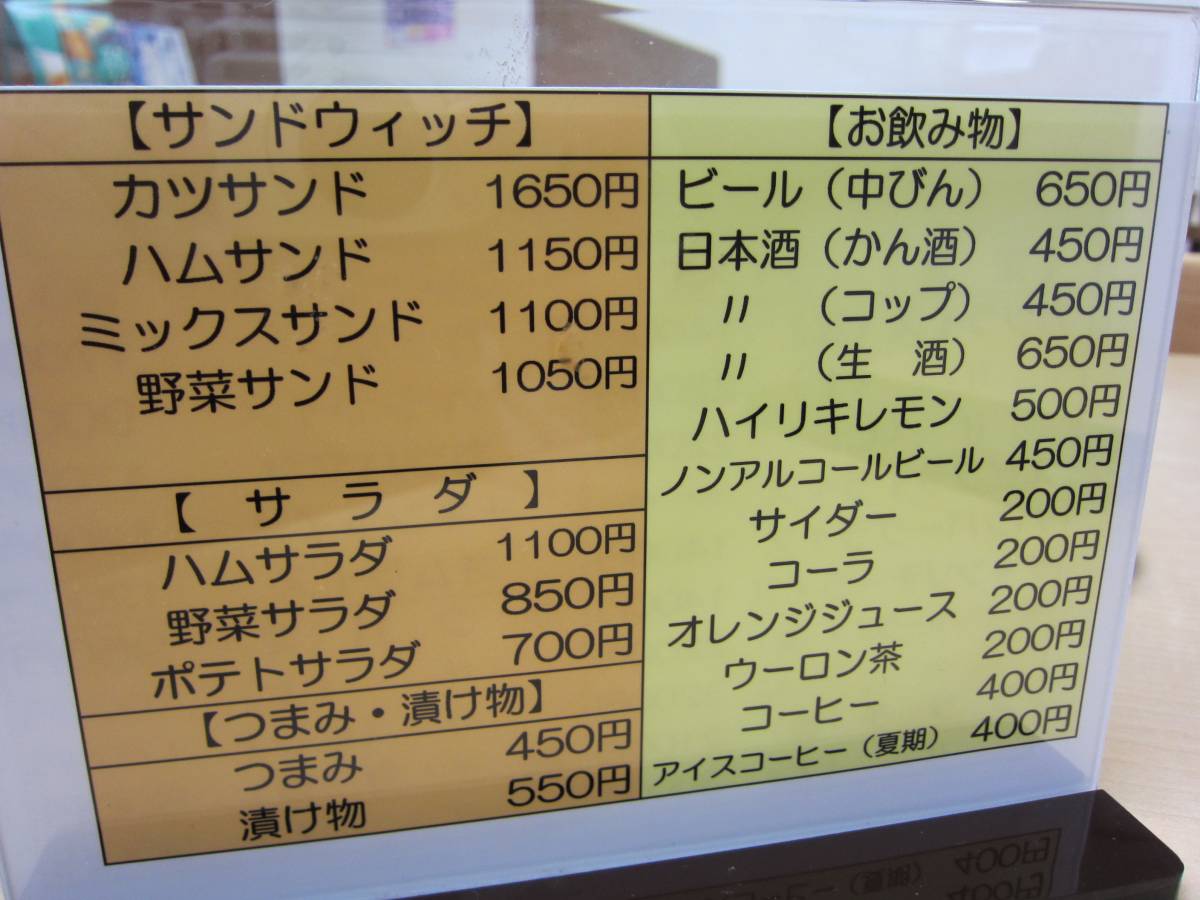 【サンドウィッチ】
カツサンド 1650円
ハムサンド 1150円
ミックスサンド 1100円
野菜サンド 1050円
【サラダ】
ハムサラダ 1100円
野菜サラダ 850円
ポテトサラダ 700円
【つまみ・漬け物】
つまみ 450円
漬け物 550円
【お飲み物】
ビール（中びん） 650円
日本酒（かん酒） 450円
〃 （コップ） 450円
〃 （生 酒） 650円
ハイリキレモン 500円
ノンアルコールビール 450円
サイダー 200円
コーラ 200円
オレンジジュース 200円
ウーロン茶 200円
コーヒー 400円
アイスコーヒー（夏期） 400円